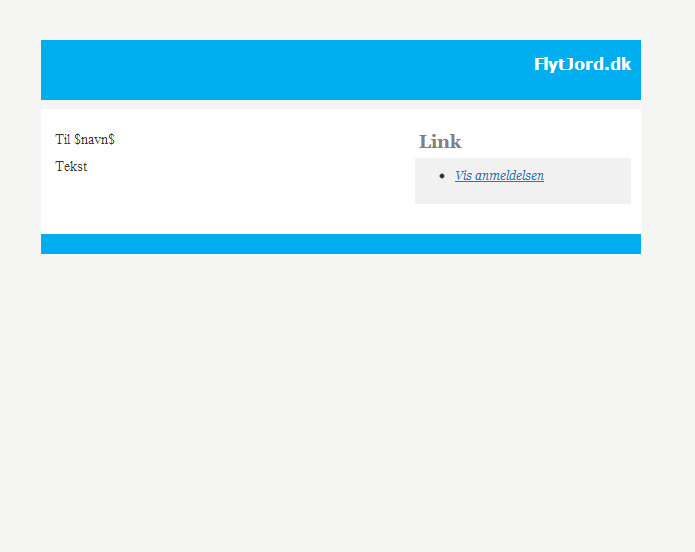 FlytJord.dk
Til $navn$
Tekst
Link
Vis anmeldelsen